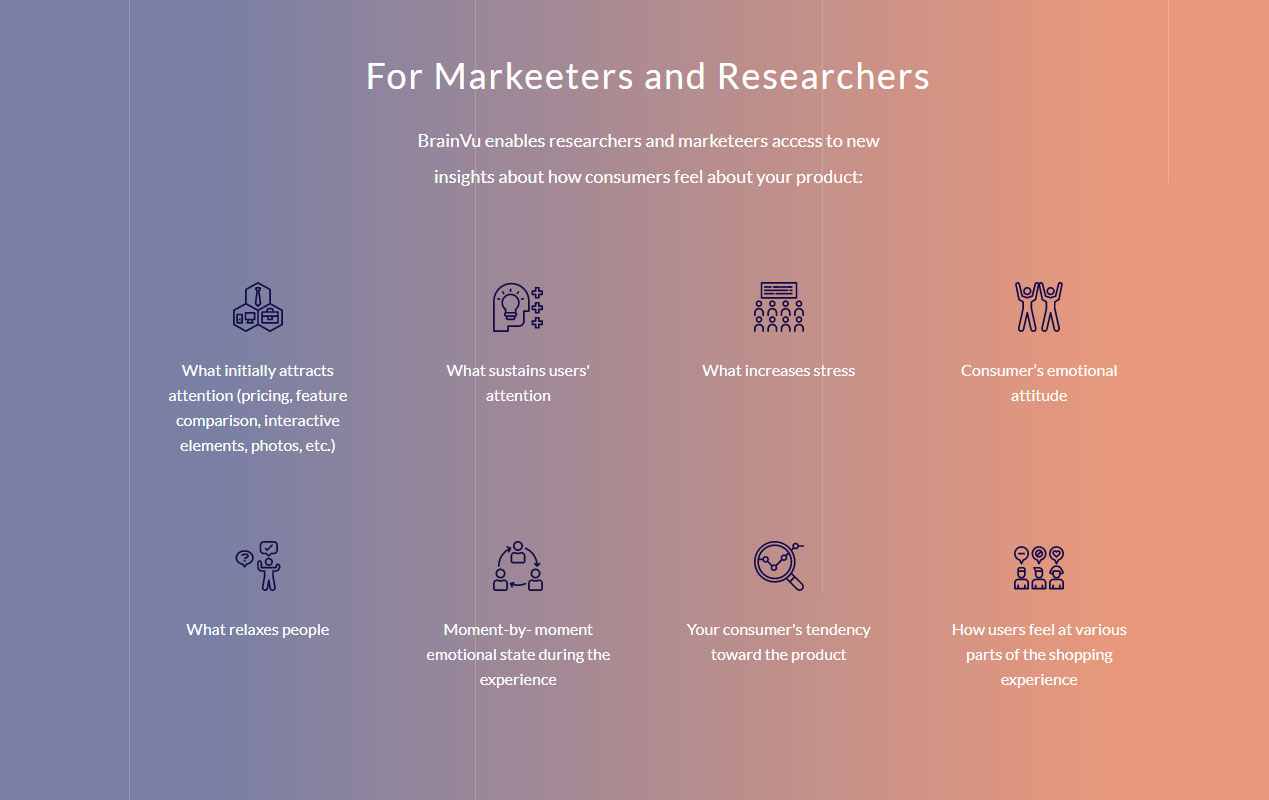 For Markeeters and Researchers
BrainVu enables researchers and marketeers access to new
insights about how consumers feel about your product:
What initially attracts
attention (pricing, feature
comparison, interactive
elements, photos, etc.)
What sustains users'
attention
What increases stress
Consumer’s emotional
attitude
What relaxes people
Moment-by- moment
emotional state during the
experience
Your consumer's tendency
toward the product
How users feel at various
parts of the shopping
experience